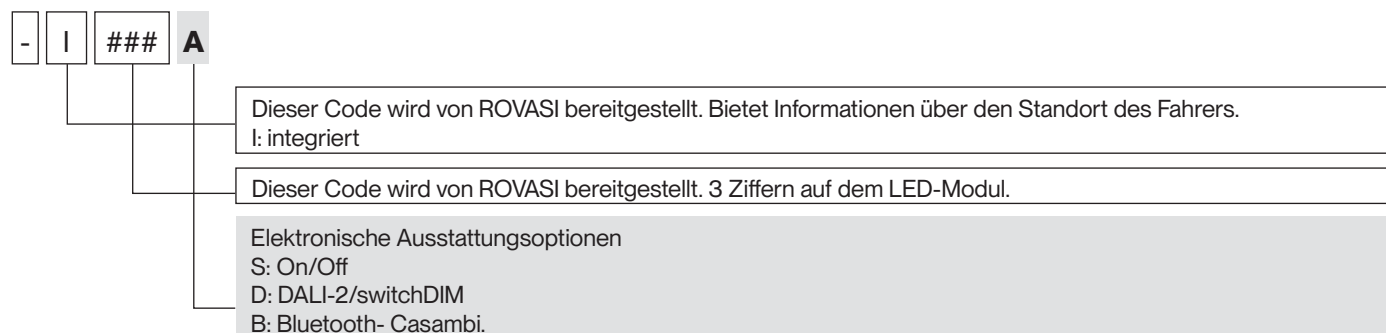 - I ### A
Dieser Code wird von ROVASI bereitgestellt. Bietet Informationen über den Standort des Fahrers.
I: integriert
Dieser Code wird von ROVASI bereitgestellt. 3 Ziffern auf dem LED-Modul.
Elektronische Ausstattungsoptionen
S: On/Off
D: DALI-2/switchDIM
B: Bluetooth- Casambi.